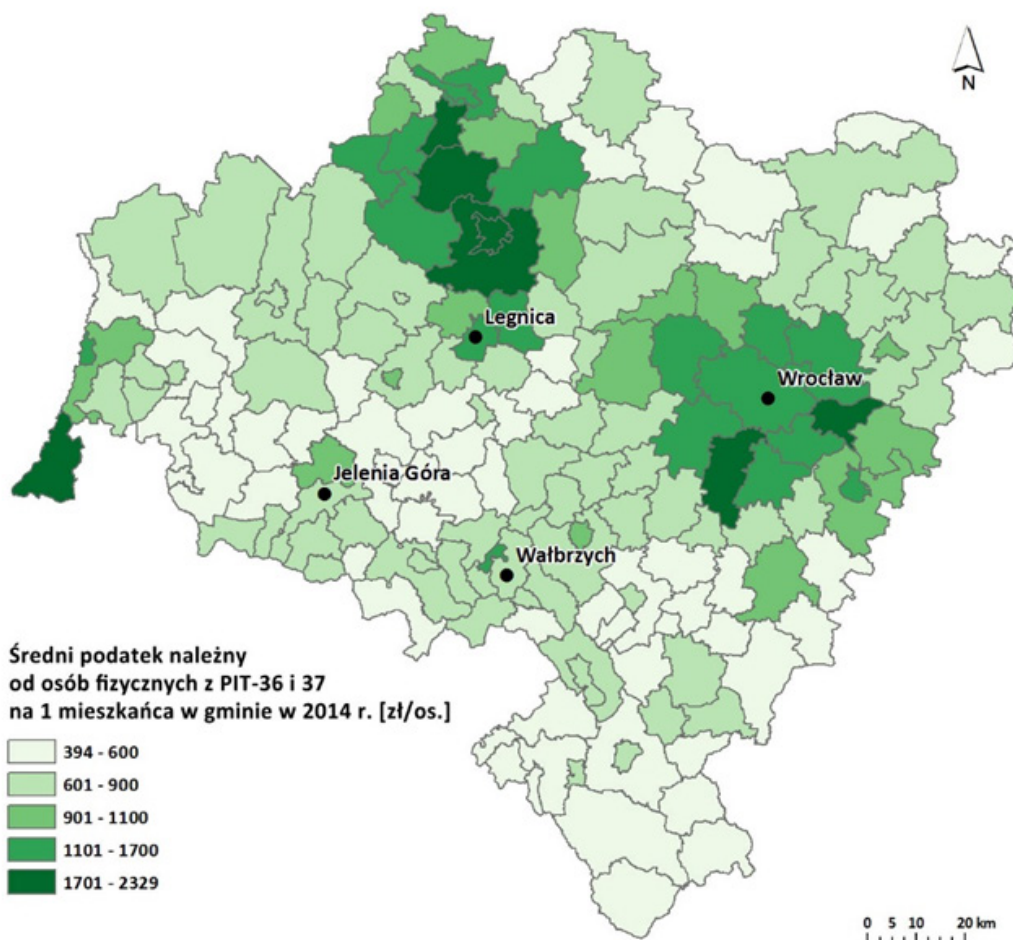 N
Legnica
Wrocław
Jelenia Góra
Wałbrzych
Średni podatek należny
od osób fizycznych z PIT-36 i 37
na 1 mieszkańca w gminie w 2014 r. [zł/os.]
394 - 600
601 - 900
901 - 1100
1101 - 1700
1701 - 2329
0 5 10 20 km